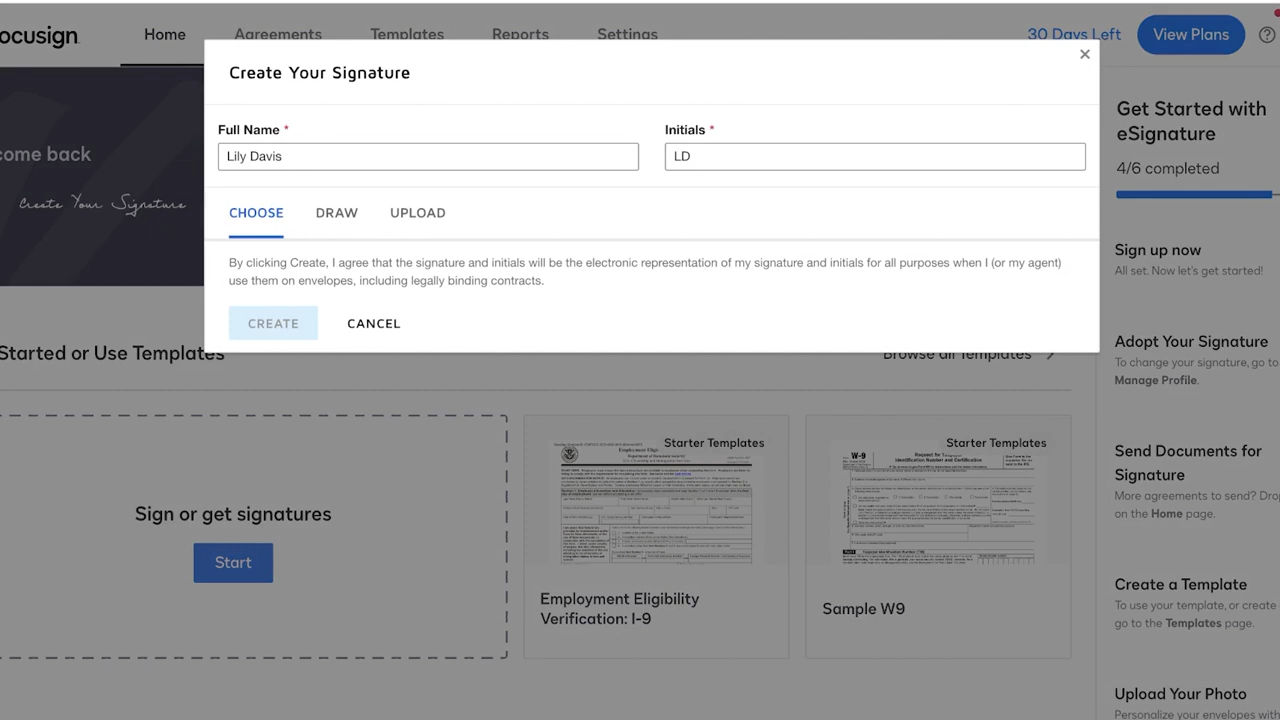 ocusign
Home
Agreements
Templates
Reports
Settings
30 Days Left
View Plans
Create Your Signature
Full Name *
Initials *
Lily Davis
LD
CHOOSE
DRAW
UPLOAD
By clicking Create, I agree that the signature and initials will be the electronic representation of my signature and initials for all purposes when I (or my agent)
use them on envelopes, including legally binding contracts.
CREATE
CANCEL
come back
Create Your Signature
Started or Use Templates
Browse all Templates
Sign or get signatures
Start
Starter Templates
Employment Eligibility
Verification: I-9
Starter Templates
W-9
Sample W9
Get Started with
eSignature
4/6 completed
Sign up now
All set. Now let's get started!
Adopt Your Signature
To change your signature, go to
Manage Profile.
Send Documents for
Signature
More agreements to send? Drop
on the Home page.
Create a Template
To use your template, or create
go to the Templates page.
Upload Your Photo
Personalize your envelopes with